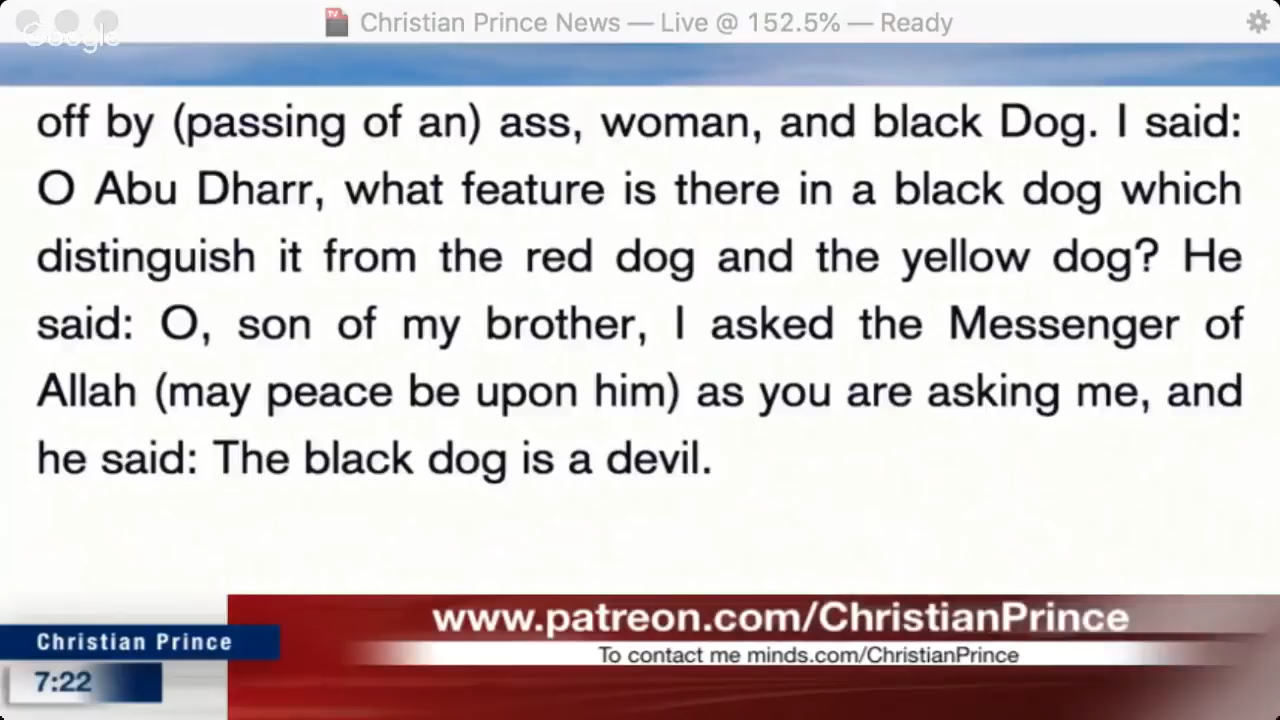 Christian Prince News — Live @ 152.5% — Ready
Google
off by (passing of an) ass, woman, and black Dog. I said:
O Abu Dharr, what feature is there in a black dog which
distinguish it from the red dog and the yellow dog? He
said: O, son of my brother, I asked the Messenger of
Allah (may peace be upon him) as you are asking me, and
he said: The black dog is a devil.
www.patreon.com/ChristianPrince
Christian Prince
To contact me minds.com/ChristianPrince
7:22